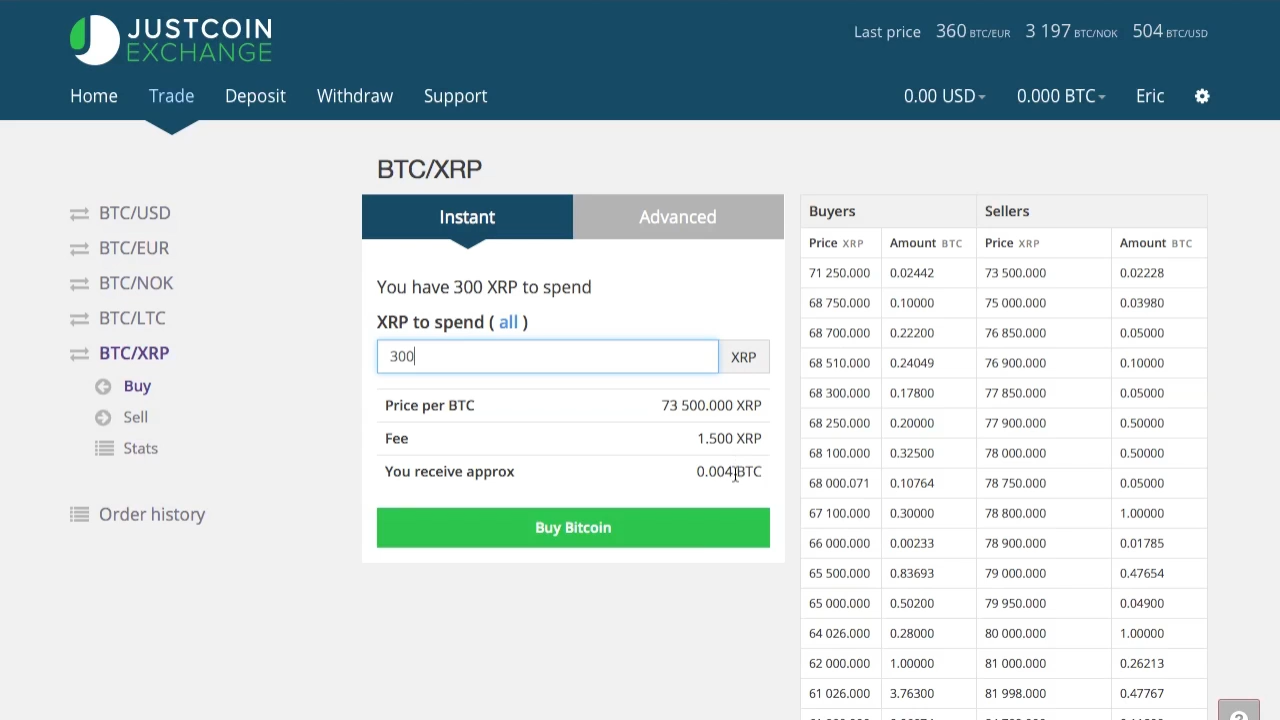 JUSTCOIN
EXCHANGE
Last price 360 BTC/EUR 3 197 BTC/NOK 504 BTC/USD
Home Trade Deposit Withdraw Support
0.00 USD 0.000 BTC Eric
BTC/USD
BTC/EUR
BTC/NOK
BTC/LTC
BTC/XRP
Buy
Sell
Stats
Order history
BTC/XRP
Instant Advanced
You have 300 XRP to spend
XRP to spend ( all )
300 XRP
Price per BTC 73 500.000 XRP
Fee 1.500 XRP
You receive approx 0.004 BTC
Buy Bitcoin
Buyers Sellers
Price XRP Amount BTC Price XRP Amount BTC
71 250.000 0.02442 73 500.000 0.02228
68 750.000 0.10000 75 000.000 0.03980
68 700.000 0.22200 76 850.000 0.05000
68 510.000 0.24049 76 900.000 0.10000
68 300.000 0.17800 77 850.000 0.05000
68 250.000 0.20000 77 900.000 0.50000
68 100.000 0.32500 78 000.000 0.50000
68 000.071 0.10764 78 750.000 0.05000
67 100.000 0.30000 78 800.000 1.00000
66 000.000 0.00233 78 900.000 0.01785
65 500.000 0.83693 79 000.000 0.47654
65 000.000 0.50200 79 950.000 0.04900
64 026.000 0.28000 80 000.000 1.00000
62 000.000 1.00000 81 000.000 0.26213
61 026.000 3.76300 81 998.000 0.47767